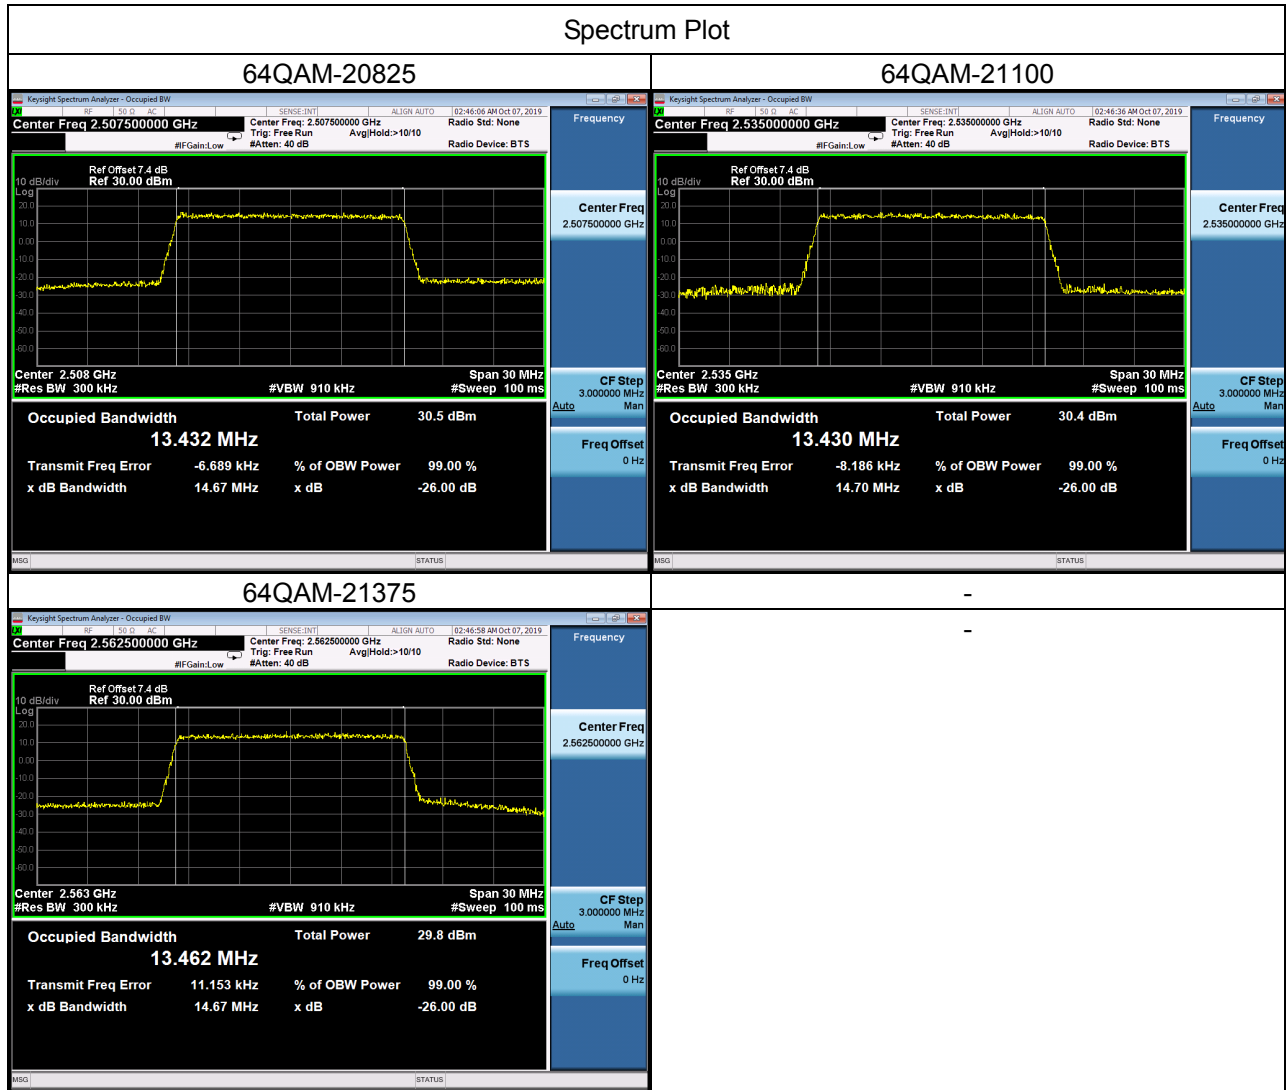 Spectrum Plot
64QAM-20825
64QAM-21100
Keysight Spectrum Analyzer - Occupied BW
RF 50 Ω AC SENSE:INT ALIGN AUTO 02:46:06 AM Oct 07, 2019
Center Freq 2.507500000 GHz
Center Freq: 2.507500000 GHz
Radio Std: None
Trig: Free Run Avg|Hold:>10/10
#IFGain:Low #Atten: 40 dB Radio Device: BTS
Ref Offset 7.4 dB
10 dB/div Ref 30.00 dBm
Log
20.0
10.0
0.00
-10.0
-20.0
-30.0
-40.0
-50.0
-60.0
Center 2.508 GHz Span 30 MHz
#Res BW 300 kHz #VBW 910 kHz #Sweep 100 ms
Occupied Bandwidth Total Power 30.5 dBm
13.432 MHz
Transmit Freq Error -6.689 kHz % of OBW Power 99.00 %
x dB Bandwidth 14.67 MHz x dB -26.00 dB
MSG STATUS
Frequency
Center Freq
2.507500000 GHz
CF Step
3.000000 MHz
Auto Man
Freq Offset
0 Hz
Keysight Spectrum Analyzer - Occupied BW
RF 50 Ω AC SENSE:INT ALIGN AUTO 02:46:36 AM Oct 07, 2019
Center Freq 2.535000000 GHz
Center Freq: 2.535000000 GHz
Radio Std: None
Trig: Free Run Avg|Hold:>10/10
#IFGain:Low #Atten: 40 dB Radio Device: BTS
Ref Offset 7.4 dB
10 dB/div Ref 30.00 dBm
Log
20.0
10.0
0.00
-10.0
-20.0
-30.0
-40.0
-50.0
-60.0
Center 2.535 GHz Span 30 MHz
#Res BW 300 kHz #VBW 910 kHz #Sweep 100 ms
Occupied Bandwidth Total Power 30.4 dBm
13.430 MHz
Transmit Freq Error -8.186 kHz % of OBW Power 99.00 %
x dB Bandwidth 14.70 MHz x dB -26.00 dB
MSG STATUS
Frequency
Center Freq
2.535000000 GHz
CF Step
3.000000 MHz
Auto Man
Freq Offset
0 Hz
64QAM-21375
-
Keysight Spectrum Analyzer - Occupied BW
RF 50 Ω AC SENSE:INT ALIGN AUTO 02:46:58 AM Oct 07, 2019
Center Freq 2.562500000 GHz
Center Freq: 2.562500000 GHz
Radio Std: None
Trig: Free Run Avg|Hold:>10/10
#IFGain:Low #Atten: 40 dB Radio Device: BTS
Ref Offset 7.4 dB
10 dB/div Ref 30.00 dBm
Log
20.0
10.0
0.00
-10.0
-20.0
-30.0
-40.0
-50.0
-60.0
Center 2.563 GHz Span 30 MHz
#Res BW 300 kHz #VBW 910 kHz #Sweep 100 ms
Occupied Bandwidth Total Power 29.8 dBm
13.462 MHz
Transmit Freq Error 11.153 kHz % of OBW Power 99.00 %
x dB Bandwidth 14.67 MHz x dB -26.00 dB
MSG STATUS
Frequency
Center Freq
2.562500000 GHz
CF Step
3.000000 MHz
Auto Man
Freq Offset
0 Hz
-